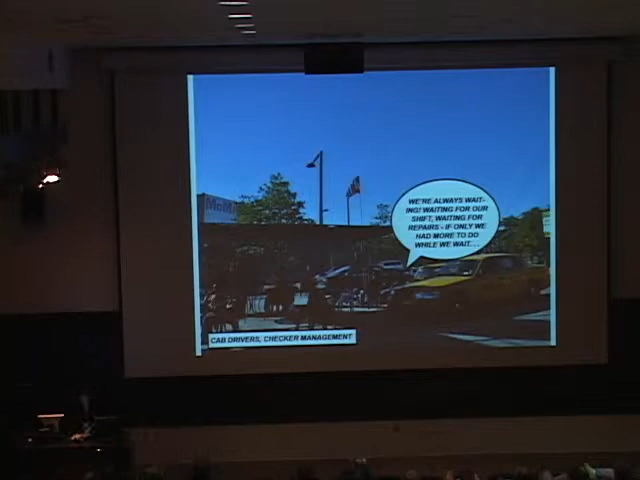 MoMA
WE'RE ALWAYS WAIT-
ING! WAITING FOR OUR
SHIFT, WAITING FOR
REPAIRS - IF ONLY WE
HAD MORE TO DO
WHILE WE WAIT...
CAB DRIVERS, CHECKER MANAGEMENT